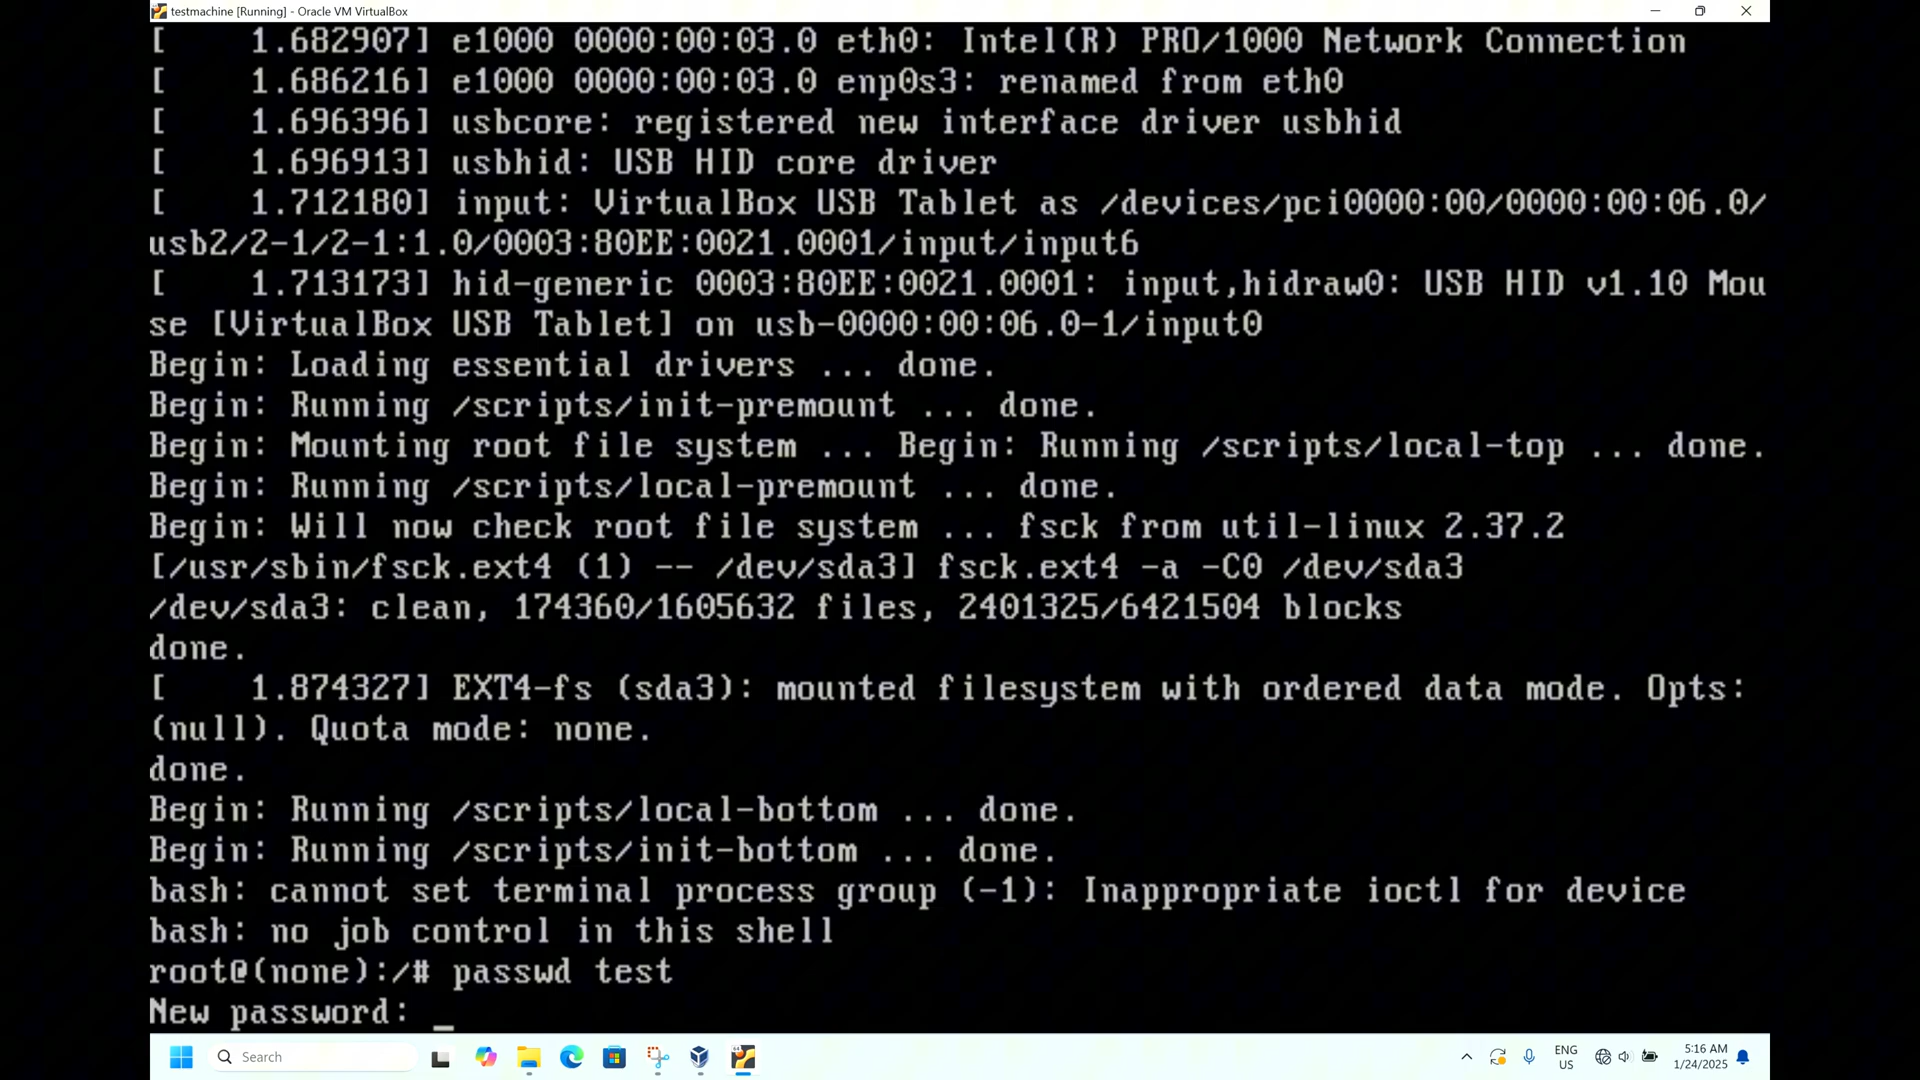 testmachine [Running] - Oracle VM VirtualBox
[    1.682907] e1000 0000:00:03.0 eth0: Intel(R) PRO/1000 Network Connection
[    1.686216] e1000 0000:00:03.0 enp0s3: renamed from eth0
[    1.696396] usbcore: registered new interface driver usbhid
[    1.696913] usbhid: USB HID core driver
[    1.712180] input: VirtualBox USB Tablet as /devices/pci0000:00/0000:00:06.0/
usb2/2-1/2-1:1.0/0003:80EE:0021.0001/input/input6
[    1.713173] hid-generic 0003:80EE:0021.0001: input,hidraw0: USB HID v1.10 Mou
se [VirtualBox USB Tablet] on usb-0000:00:06.0-1/input0
Begin: Loading essential drivers ... done.
Begin: Running /scripts/init-premount ... done.
Begin: Mounting root file system ... Begin: Running /scripts/local-top ... done.
Begin: Running /scripts/local-premount ... done.
Begin: Will now check root file system ... fsck from util-linux 2.37.2
[/usr/sbin/fsck.ext4 (1) -- /dev/sda3] fsck.ext4 -a -C0 /dev/sda3
/dev/sda3: clean, 174360/1605632 files, 2401325/6421504 blocks
done.
[    1.874327] EXT4-fs (sda3): mounted filesystem with ordered data mode. Opts:
(null). Quota mode: none.
done.
Begin: Running /scripts/local-bottom ... done.
Begin: Running /scripts/init-bottom ... done.
bash: cannot set terminal process group (-1): Inappropriate ioctl for device
bash: no job control in this shell
root@(none):/# passwd test
New password: _
Search
ENG
US
5:16 AM
1/24/2025